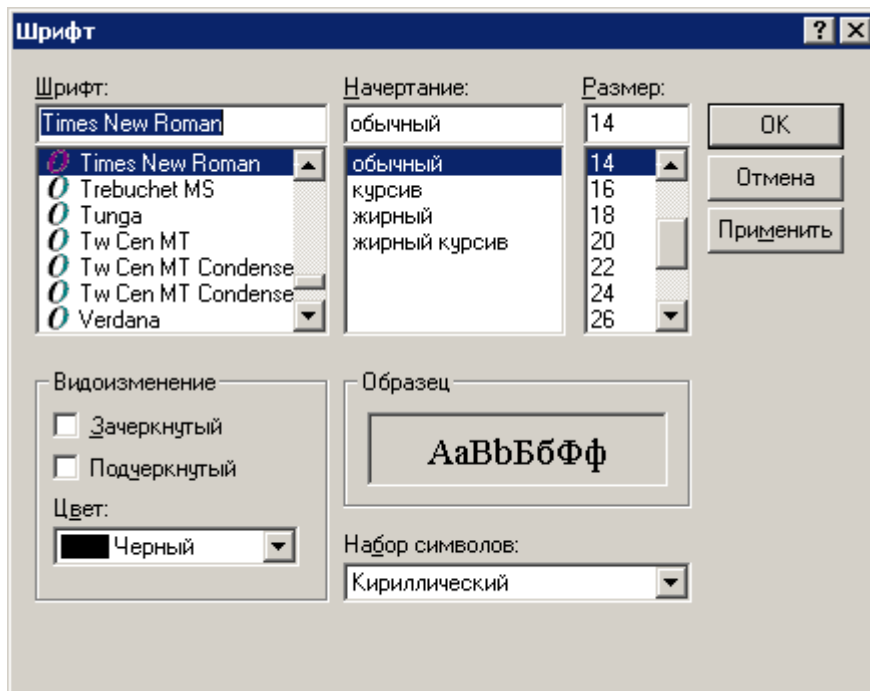 Шрифт
Шрифт:
Times New Roman
Times New Roman
Trebuchet MS
Tunga
Tw Cen MT
Tw Cen MT Condense
Tw Cen MT Condense
Verdana
Начертание:
обычный
обычный
курсив
жирный
жирный курсив
Размер:
14
14
16
18
20
22
24
26
OK
Отмена
Применить
Видоизменение
Зачеркнутый
Подчеркнутый
Цвет:
Черный
Образец
АаBbБбФф
Набор символов:
Кириллический